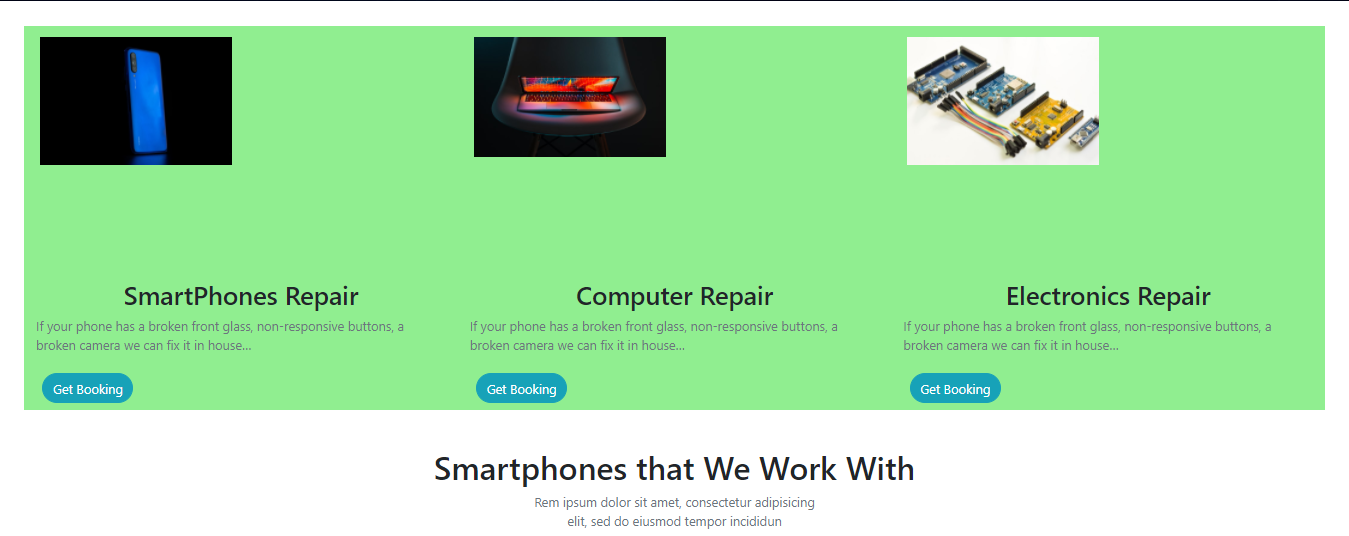 SmartPhones Repair
If your phone has a broken front glass, non-responsive buttons, a
broken camera we can fix it in house...
Get Booking
Computer Repair
If your phone has a broken front glass, non-responsive buttons, a
broken camera we can fix it in house...
Get Booking
Electronics Repair
If your phone has a broken front glass, non-responsive buttons, a
broken camera we can fix it in house...
Get Booking
Smartphones that We Work With
Rem ipsum dolor sit amet, consectetur adipisicing
elit, sed do eiusmod tempor incididun